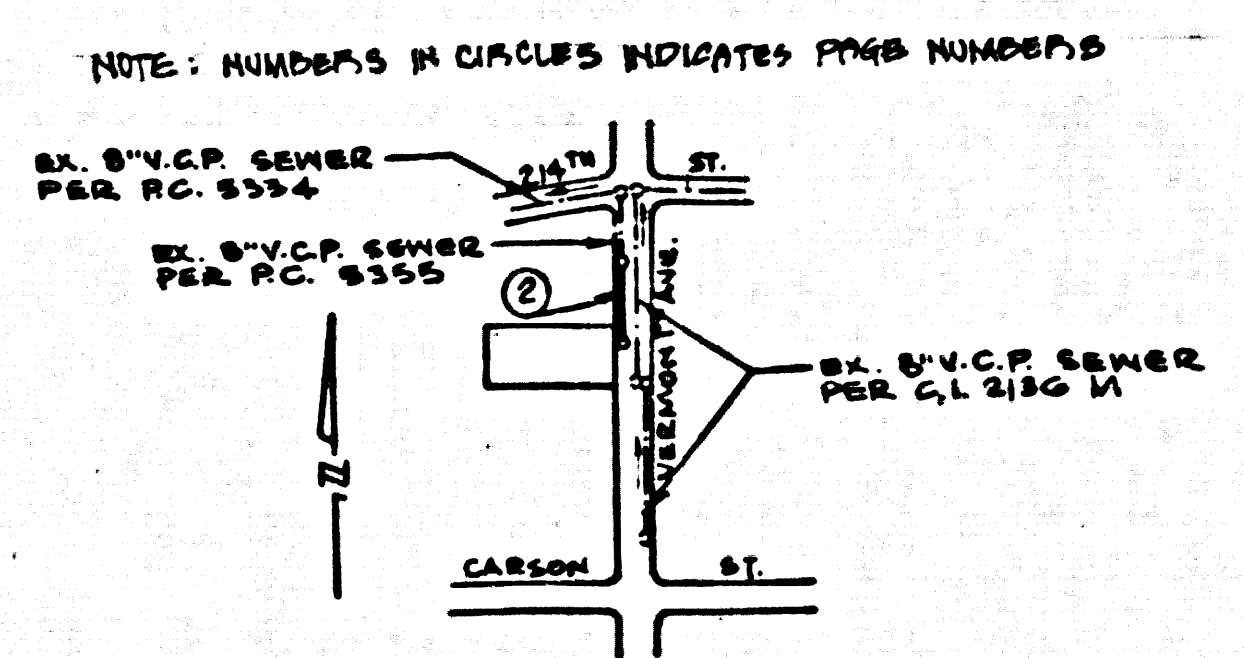 NOTE: NUMBERS IN CIRCLES INDICATES PAGE NUMBERS
EX. 8" V.C.P. SEWER
PER P.C. 5334
214TH ST.
EX. 8" V.C.P. SEWER
PER P.C. 5355
2
VERMONT AVE.
EX. 8" V.C.P. SEWER
PER C.I. 2136 M
N
CARSON ST.